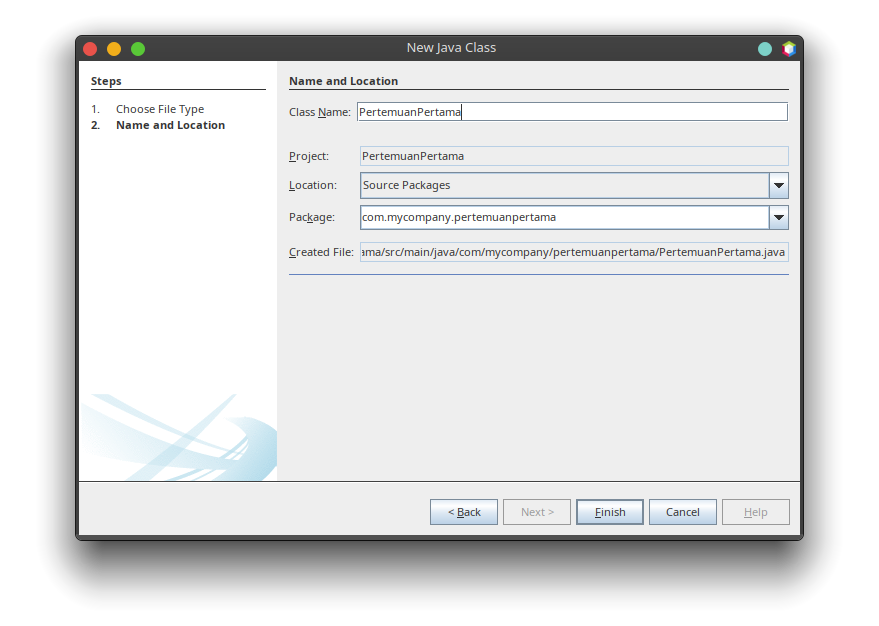 New Java Class
Steps
1. Choose File Type
2. Name and Location
Name and Location
Class Name: PertemuanPertama
Project: PertemuanPertama
Location: Source Packages
Package: com.mycompany.pertemuanpertama
Created File: ama/src/main/java/com/mycompany/pertemuanpertama/PertemuanPertama.java
< Back Next > Finish Cancel Help